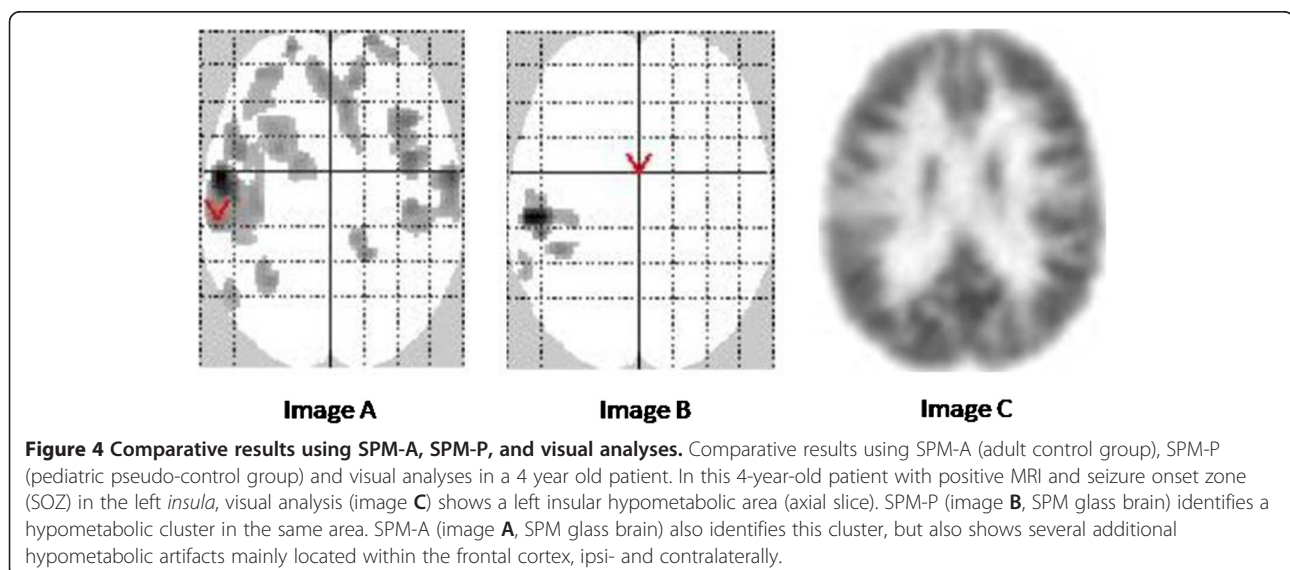 Image A
Image B
Image C
Figure 4 Comparative results using SPM-A, SPM-P, and visual analyses. Comparative results using SPM-A (adult control group), SPM-P
(pediatric pseudo-control group) and visual analyses in a 4 year old patient. In this 4-year-old patient with positive MRI and seizure onset zone
(SOZ) in the left insula, visual analysis (image C) shows a left insular hypometabolic area (axial slice). SPM-P (image B, SPM glass brain) identifies a
hypometabolic cluster in the same area. SPM-A (image A, SPM glass brain) also identifies this cluster, but also shows several additional
hypometabolic artifacts mainly located within the frontal cortex, ipsi- and contralaterally.